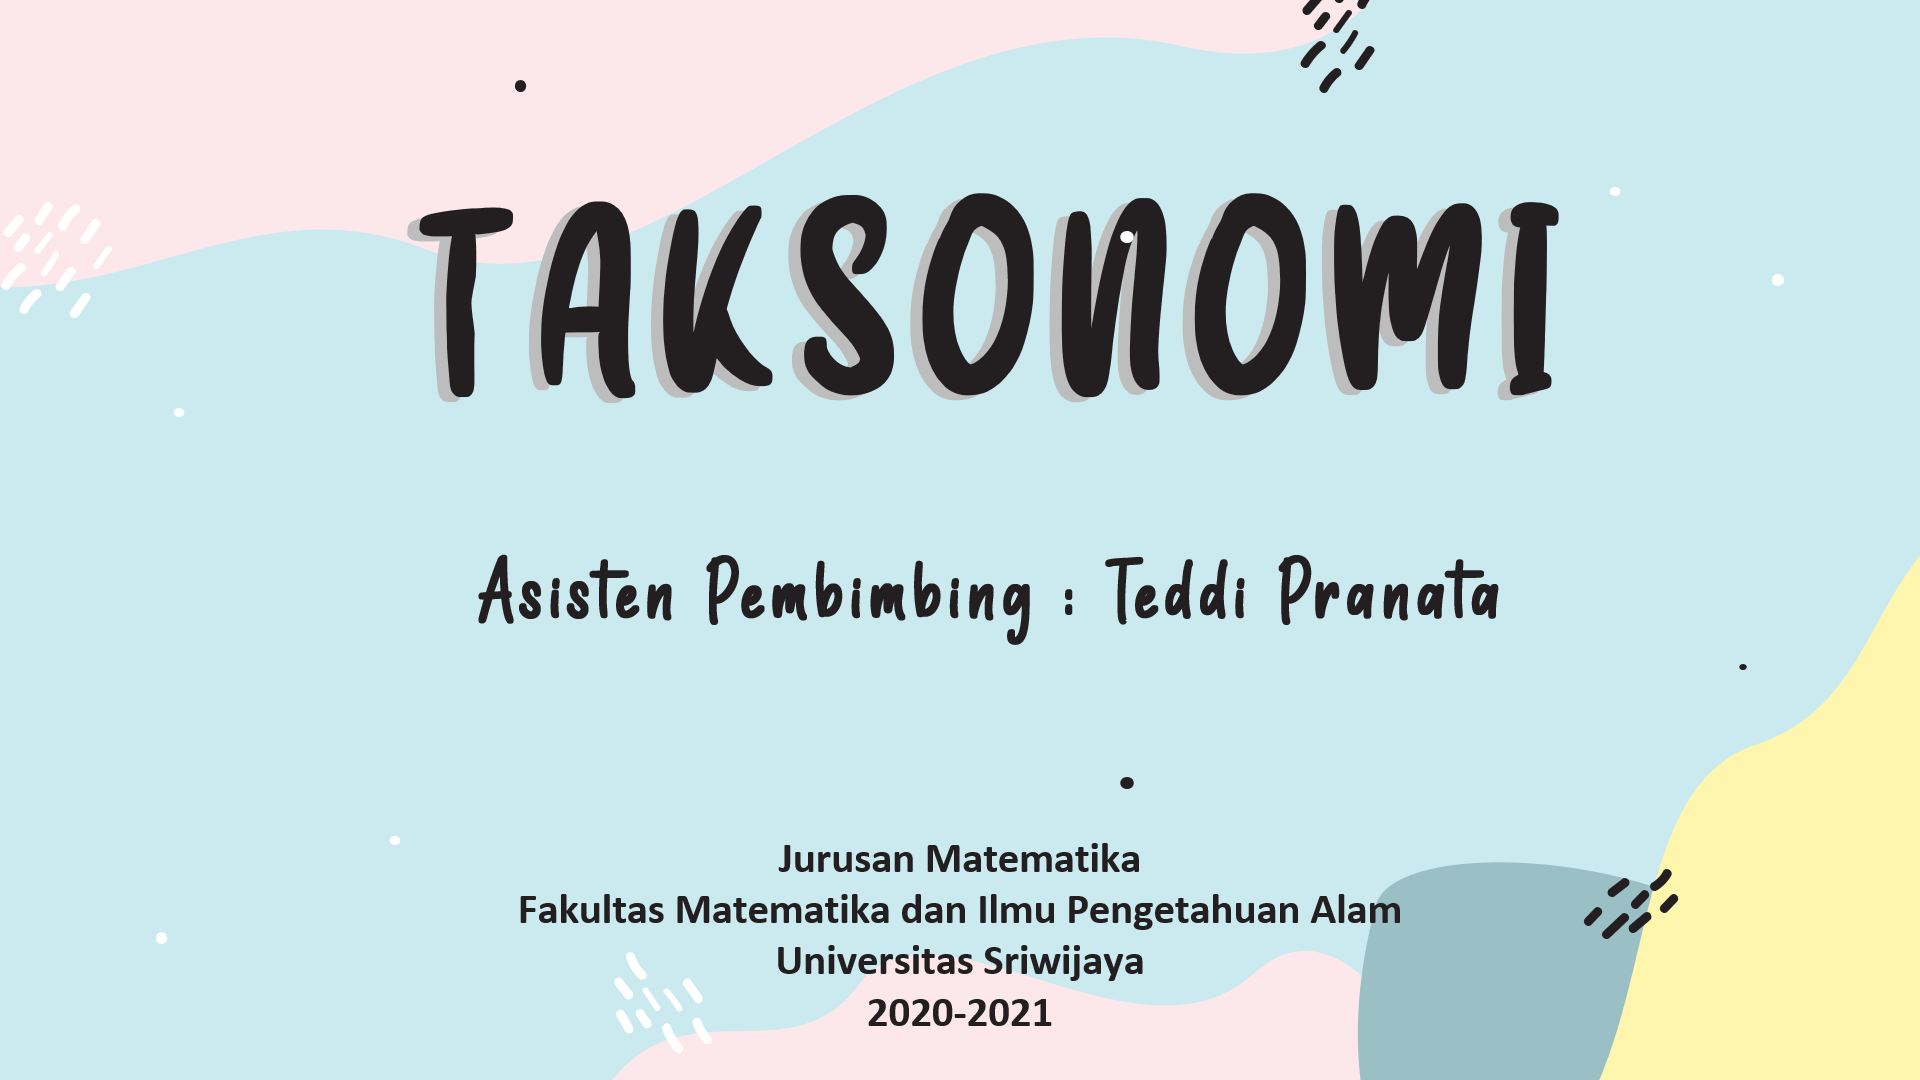 TAKSONOMI
Asisten Pembimbing : Teddi Pranata
Jurusan Matematika
Fakultas Matematika dan Ilmu Pengetahuan Alam
Universitas Sriwijaya
2020-2021